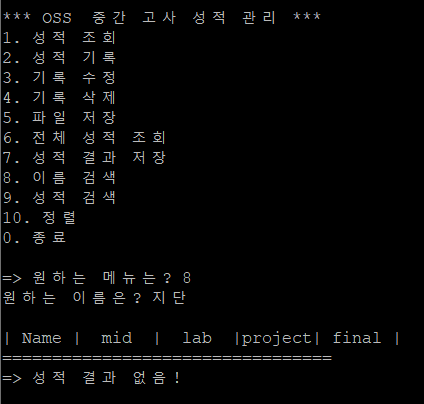 *** OSS 중간 고사 성적 관리 ***
1. 성적 조회
2. 성적 기록
3. 기록 수정
4. 기록 삭제
5. 파일 저장
6. 전체 성적 조회
7. 성적 결과 저장
8. 이름 검색
9. 성적 검색
10. 정렬
0. 종료
=> 원하는 메뉴는? 8
원하는 이름은? 지단
| Name |  mid  |  lab  |project| final |
=================================
=> 성적 결과 없음!